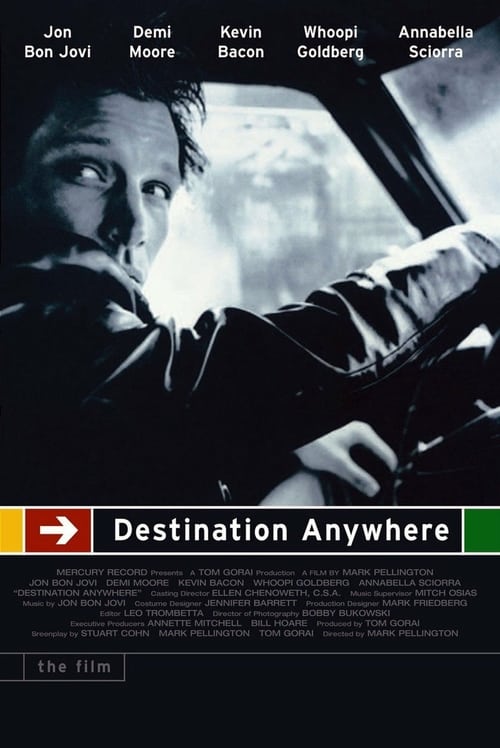 Jon Bon Jovi
Demi Moore
Kevin Bacon
Whoopi Goldberg
Annabella Sciorra
Destination Anywhere
MERCURY RECORD Presents A TOM GORAI Production A FILM BY MARK PELLINGTON
JON BON JOVI DEMI MOORE KEVIN BACON WHOOPI GOLDBERG ANNABELLA SCIORRA
"DESTINATION ANYWHERE" Casting Director ELLEN CHENOWETH, C.S.A. Music Supervisor MITCH OSIAS
Music by JON BON JOVI Costume Designer JENNIFER BARRETT Production Designer MARK FRIEDBERG
Editor LEO TROMBETTA Director of Photography BOBBY BUKOWSKI
Executive Producers ANNETTE MITCHELL BILL HOARE Produced by TOM GORAI
Sreenplay by STUART COHN MARK PELLINGTON TOM GORAI Directed by MARK PELLINGTON
the film